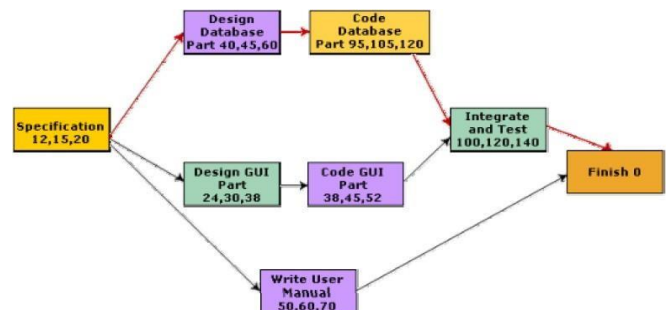 Design
Database
Part 40,45,60
Code
Database
Part 95,105,120
Specification
12,15,20
Integrate
and Test
100,120,140
Design GUI
Part
24,30,38
Code GUI
Part
38,45,52
Finish 0
Write User
Manual
50,60,70